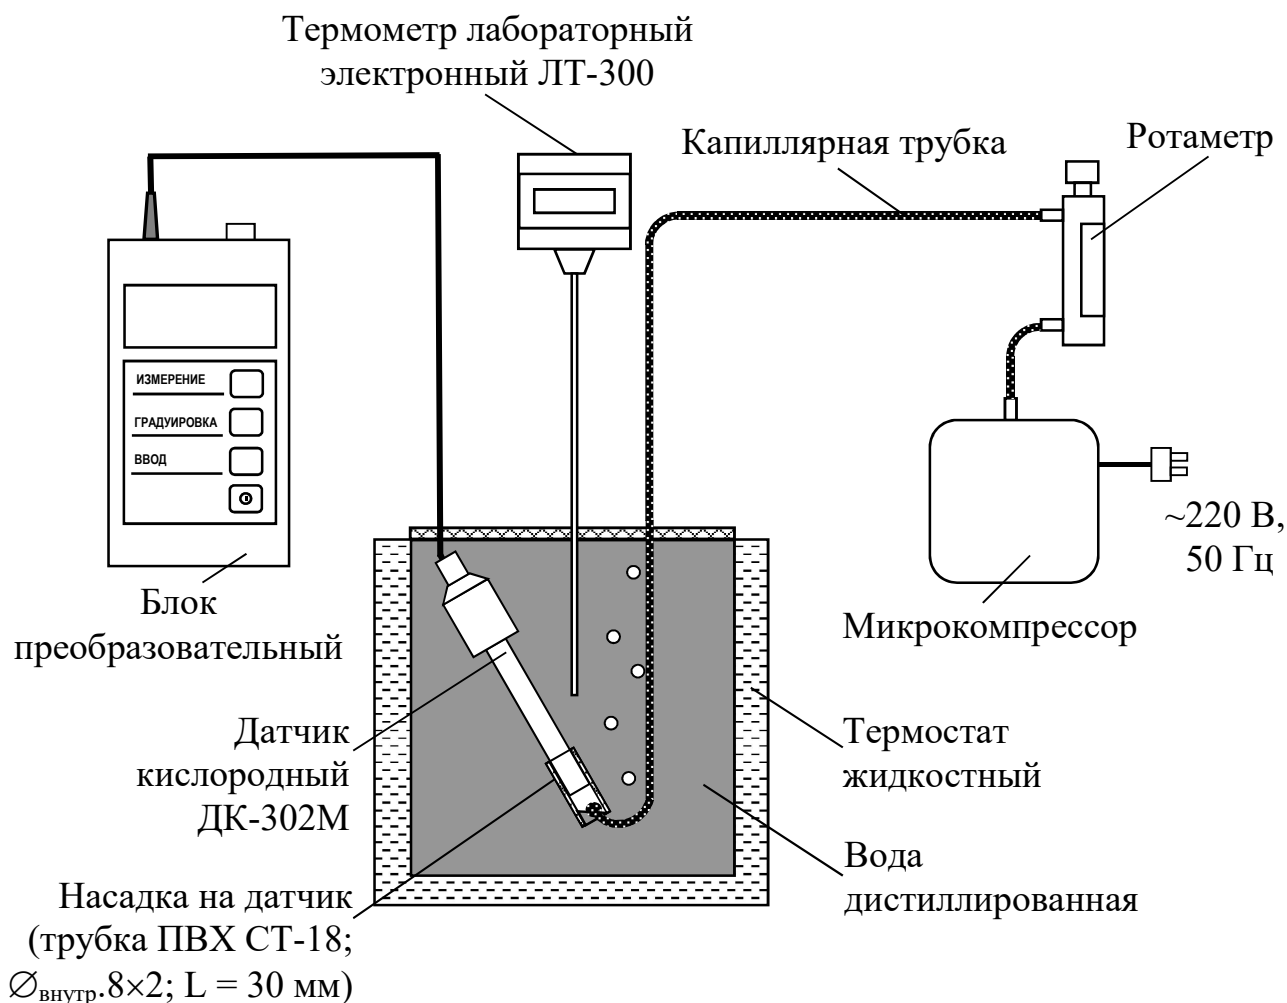 Термометр лабораторный
электронный ЛТ-300
Капиллярная трубка
Ротаметр
ИЗМЕРЕНИЕ
ГРАДУИРОВКА
ВВОД
~220 В,
50 Гц
Блок
преобразовательный
Микрокомпрессор
Датчик
кислородный
ДК-302М
Термостат
жидкостный
Вода
дистиллированная
Насадка на датчик
(трубка ПВХ СТ-18;
∅внутр.8×2; L = 30 мм)